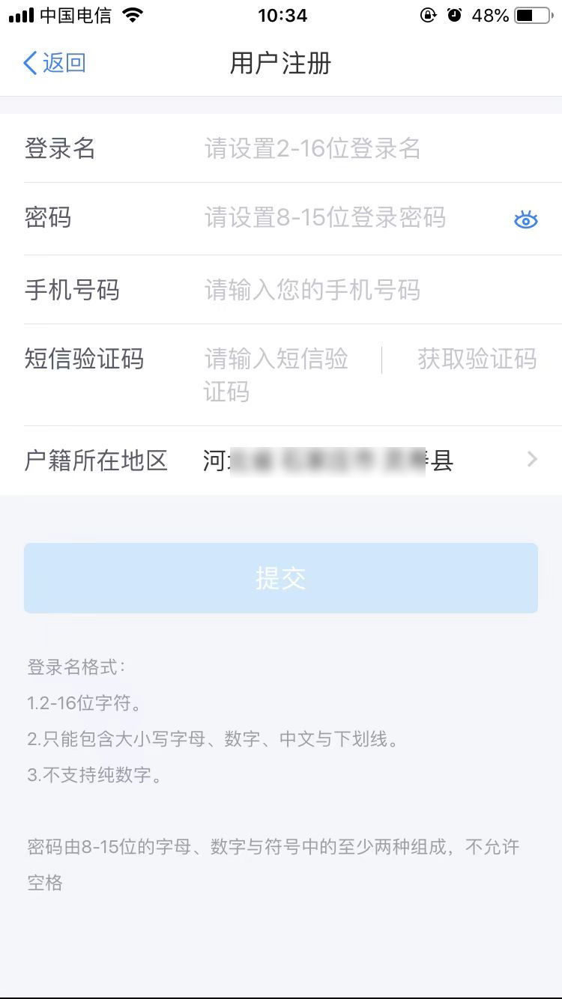 中国电信
10:34
48%
返回
用户注册
登录名
请设置2-16位登录名
密码
请设置8-15位登录密码
手机号码
请输入您的手机号码
短信验证码
请输入短信验
证码
获取验证码
户籍所在地区
河 县
提交
登录名格式：
1.2-16位字符。
2.只能包含大小写字母、数字、中文与下划线。
3.不支持纯数字。
密码由8-15位的字母、数字与符号中的至少两种组成，不允许
空格